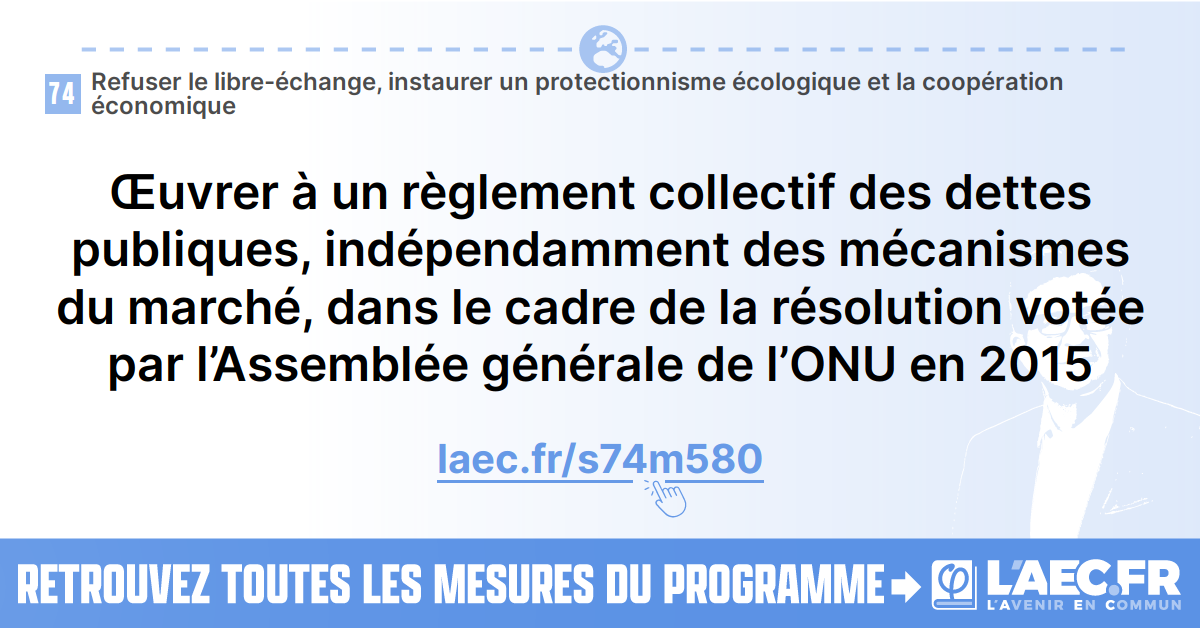 74
Refuser le libre-échange, instaurer un protectionnisme écologique et la coopération
économique
Œuvrer à un règlement collectif des dettes
publiques, indépendamment des mécanismes
du marché, dans le cadre de la résolution votée
par l’Assemblée générale de l’ONU en 2015
laec.fr/s74m580
RETROUVEZ TOUTES LES MESURES DU PROGRAMME
φ
L'AEC.FR
L'AVENIR EN COMMUN